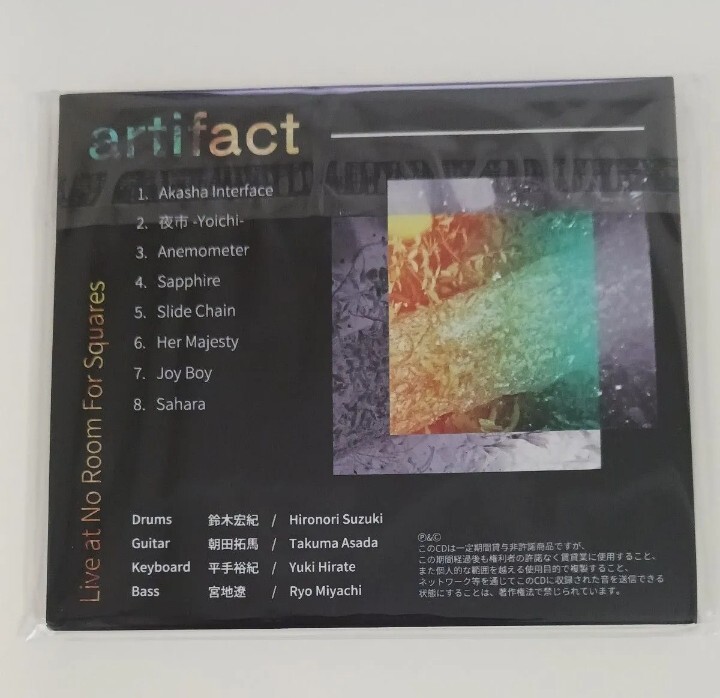 artifact
1. Akasha Interface
2. 夜市 -Yoichi-
3. Anemometer
4. Sapphire
5. Slide Chain
6. Her Majesty
7. Joy Boy
8. Sahara
Live at No Room For Squares
Drums 鈴木宏紀 / Hironori Suzuki
Guitar 朝田拓馬 / Takuma Asada
Keyboard 平手裕紀 / Yuki Hirate
Bass 宮地遼 / Ryo Miyachi
Ⓟ&Ⓒ
このCDは一定期間貸与非許諾商品ですが、
この期間経過後も権利者の許諾なく賃貸業に使用すること、
また個人的な範囲を越える使用目的で複製すること、
ネットワーク等を通じてこのCDに収録された音を送信できる
状態にすることは、著作権法で禁じられています。